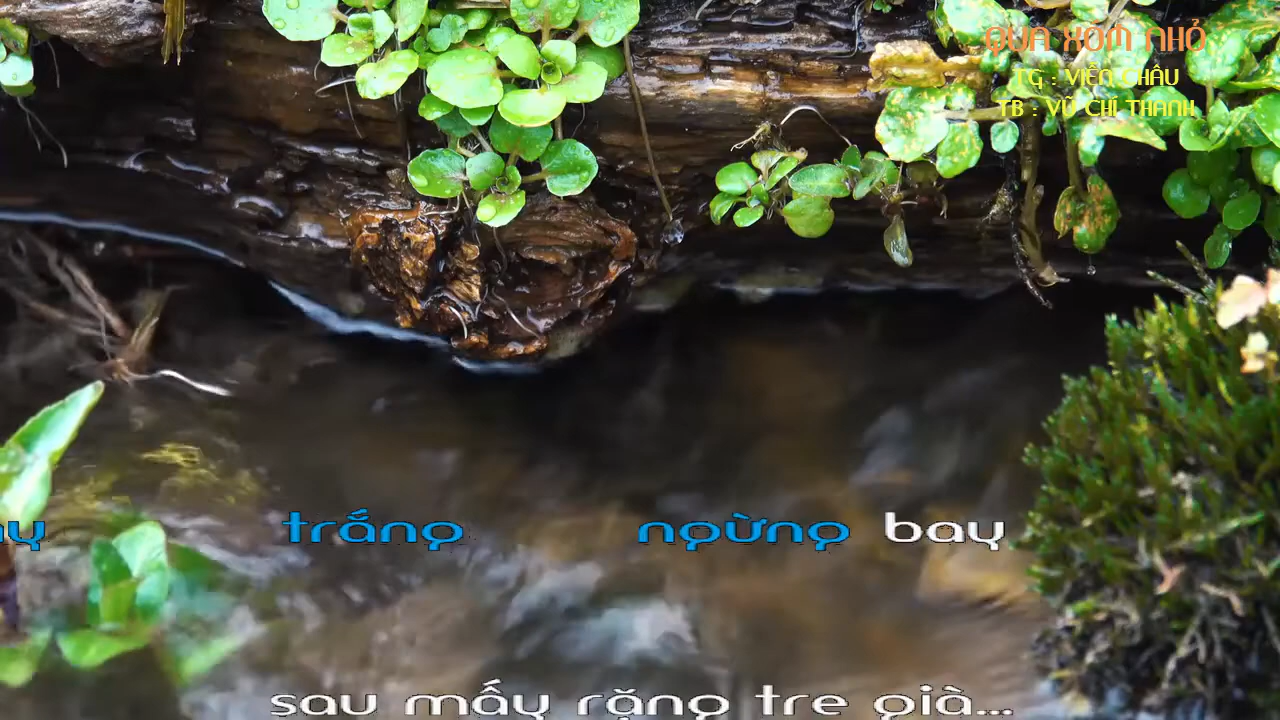 QUA XÓM NHỎ
TG : VIỄN CHÂU
TB : VŨ CHÍ THANH
trắng ngừng bay
sau mấy rặng tre già...